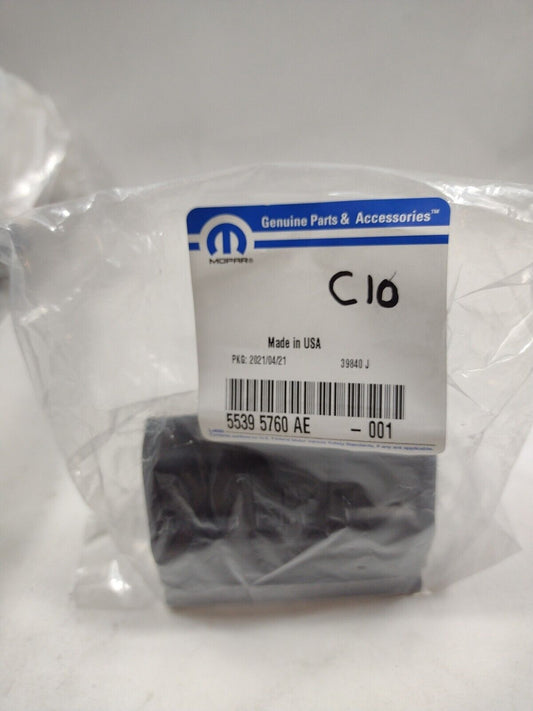 Genuine Parts & Accessories™
MOPAR®
C10
Made in USA
PKG: 2021/04/21 39840 J
5539 5760 AE - 001